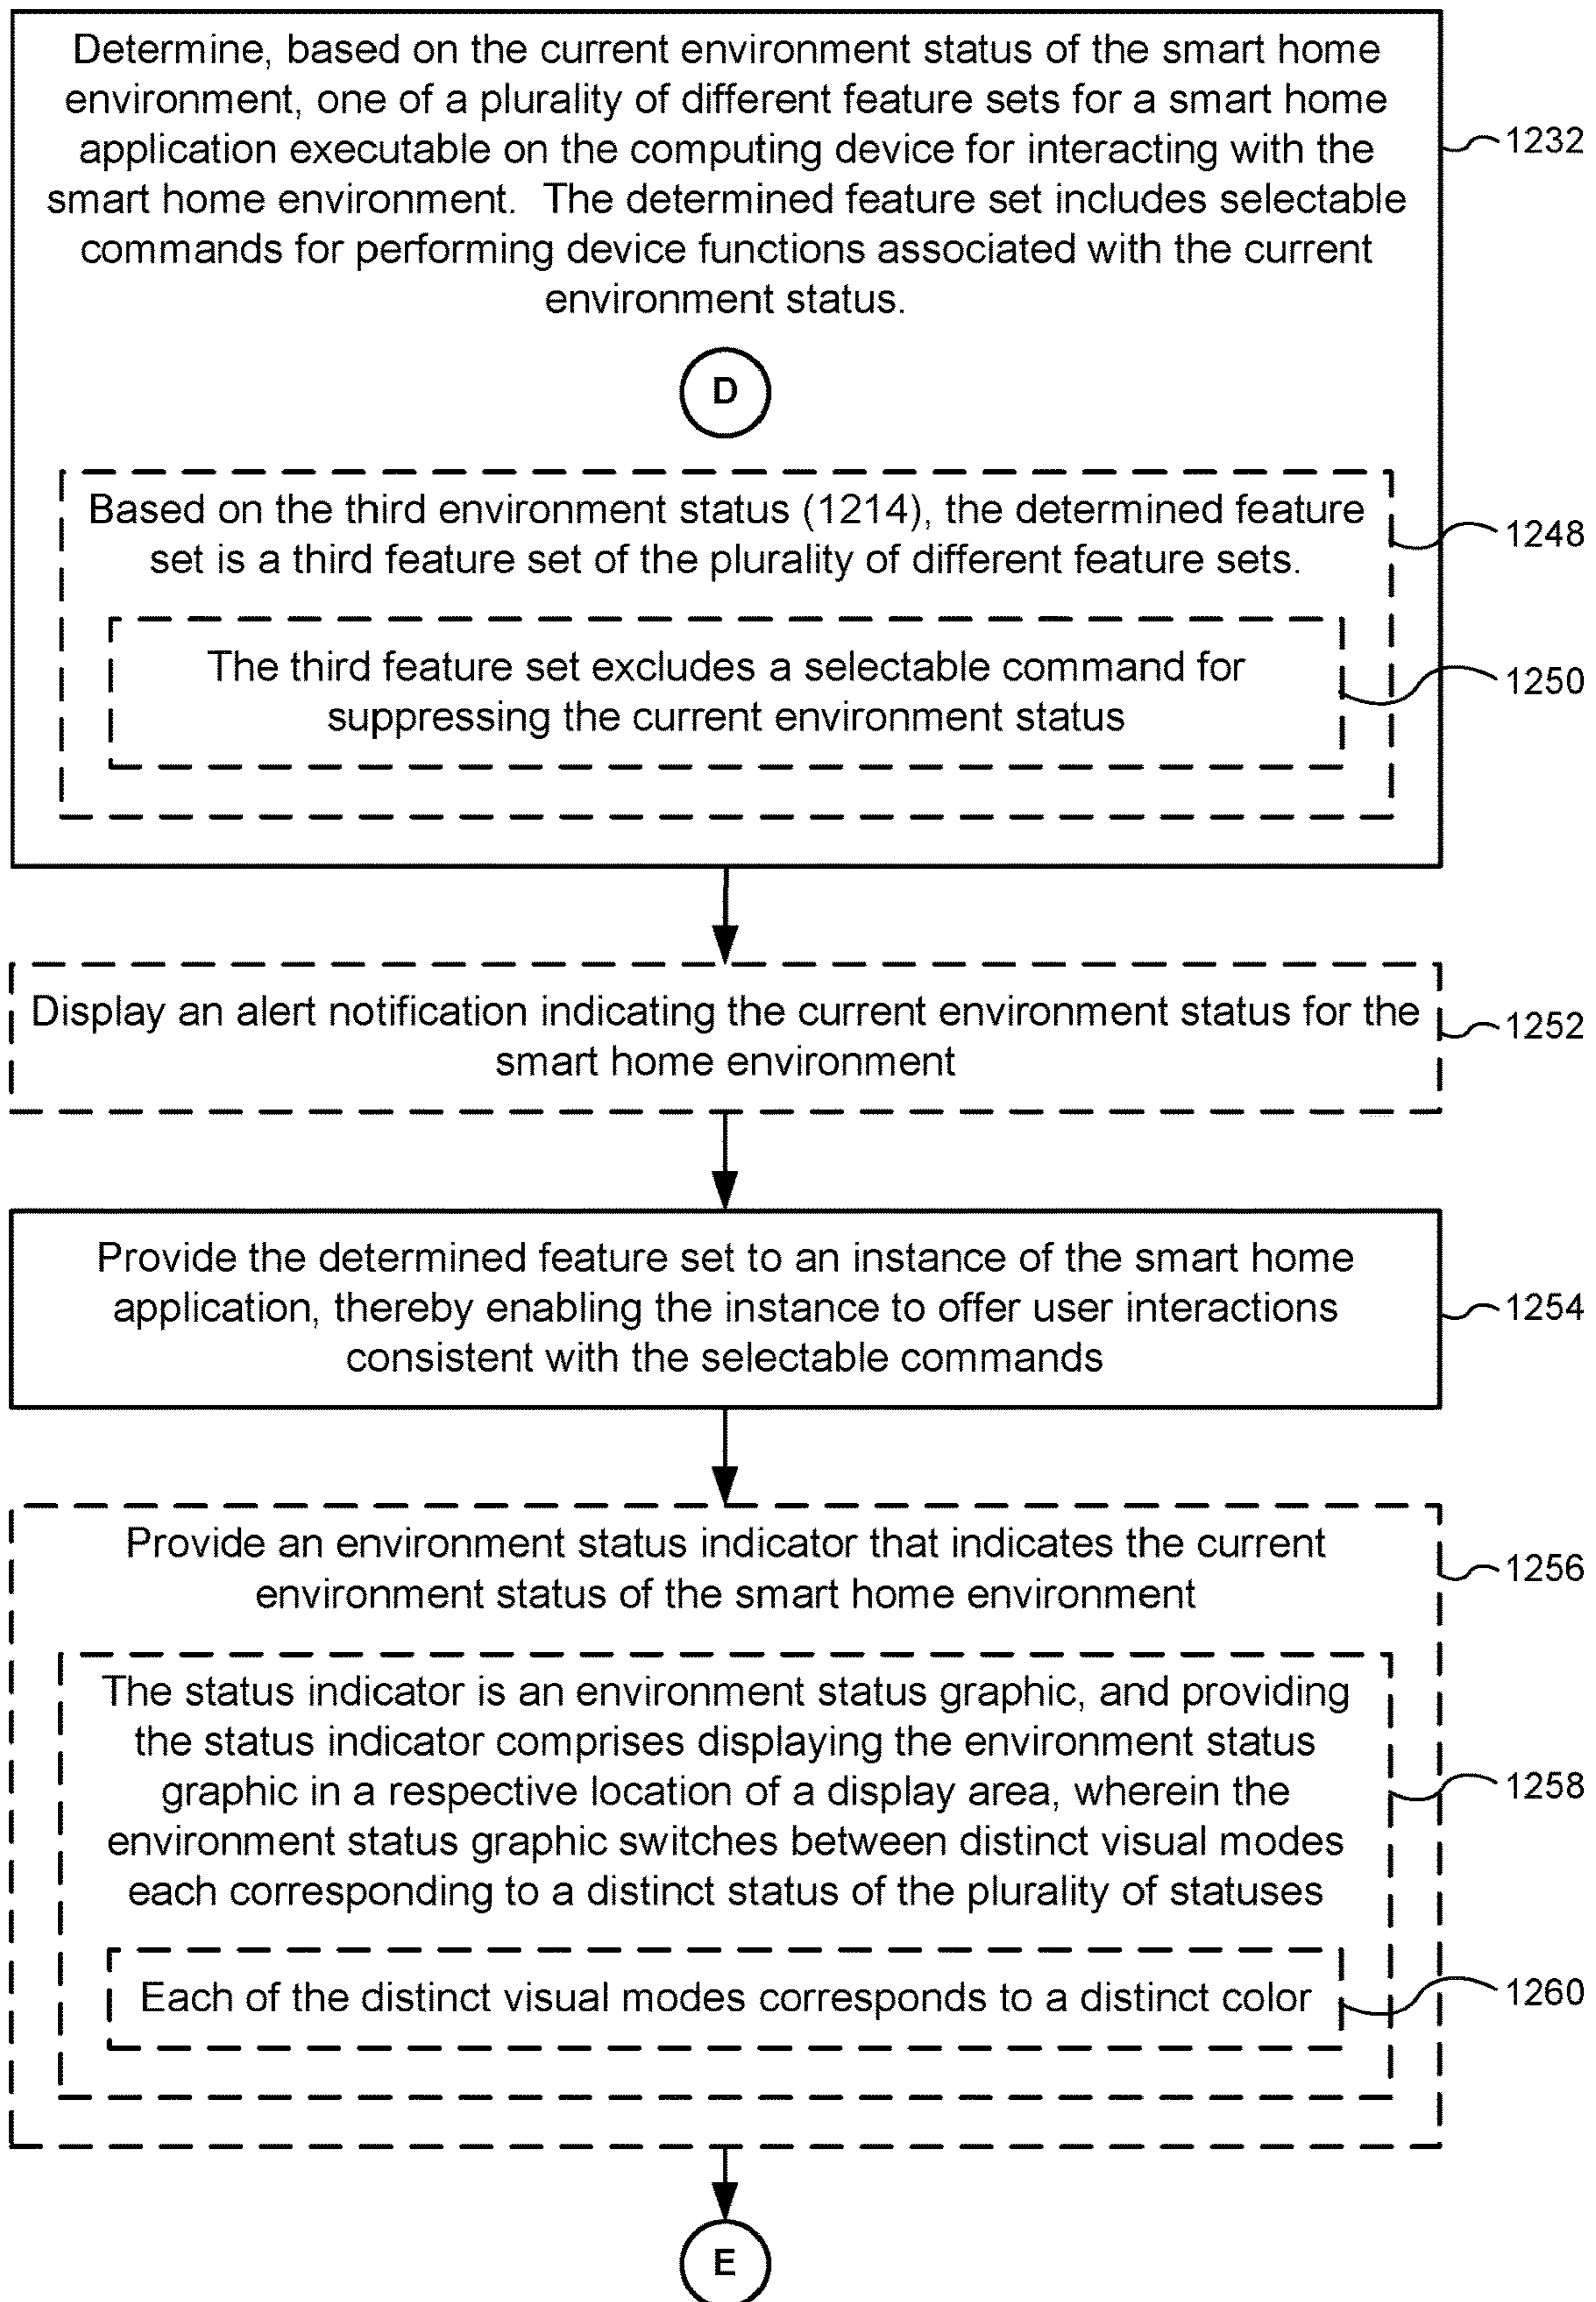 Determine, based on the current environment status of the smart home
environment, one of a plurality of different feature sets for a smart home
application executable on the computing device for interacting with the
smart home environment.  The determined feature set includes selectable
commands for performing device functions associated with the current
environment status.
1232
D
Based on the third environment status (1214), the determined feature
set is a third feature set of the plurality of different feature sets.
1248
The third feature set excludes a selectable command for
suppressing the current environment status
1250
Display an alert notification indicating the current environment status for the
smart home environment
1252
Provide the determined feature set to an instance of the smart home
application, thereby enabling the instance to offer user interactions
consistent with the selectable commands
1254
Provide an environment status indicator that indicates the current
environment status of the smart home environment
1256
The status indicator is an environment status graphic, and providing
the status indicator comprises displaying the environment status
graphic in a respective location of a display area, wherein the
environment status graphic switches between distinct visual modes
each corresponding to a distinct status of the plurality of statuses
1258
Each of the distinct visual modes corresponds to a distinct color
1260
E